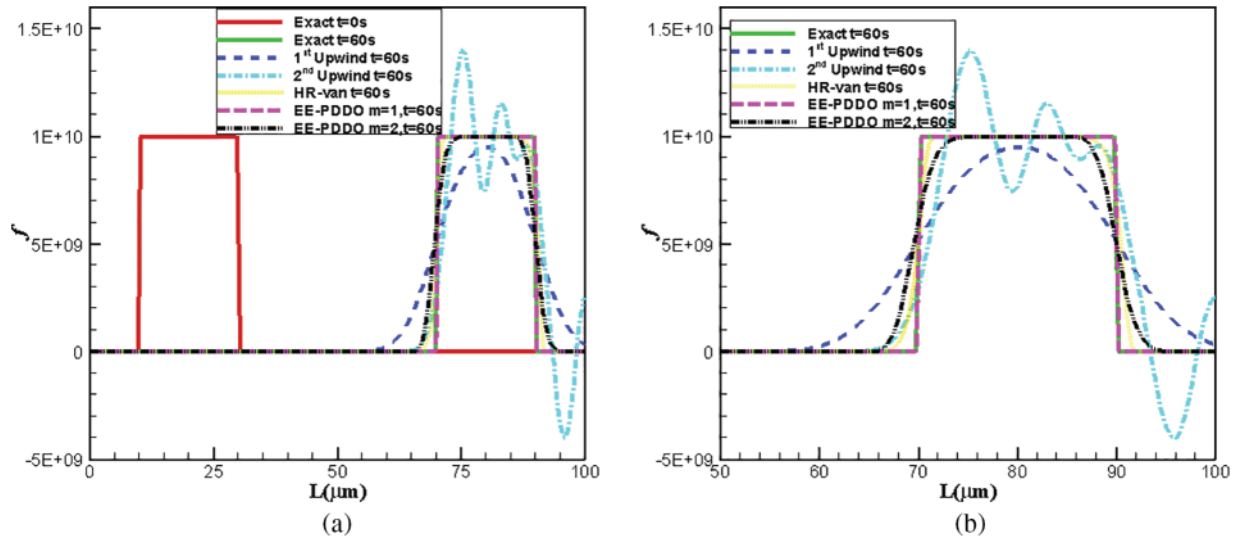 1.5E+10
1E+10
5E+09
0
-5E+09
f
0
25
50
75
100
L(μm)
Exact t=0s
Exact t=60s
1st Upwind t=60s
2nd Upwind t=60s
HR-van t=60s
EE-PDDO m=1,t=60s
EE-PDDO m=2,t=60s
(a)
1.5E+10
1E+10
5E+09
0
-5E+09
f
50
60
70
80
90
100
L(μm)
Exact t=60s
1st Upwind t=60s
2nd Upwind t=60s
HR-van t=60s
EE-PDDO m=1,t=60s
EE-PDDO m=2,t=60s
(b)